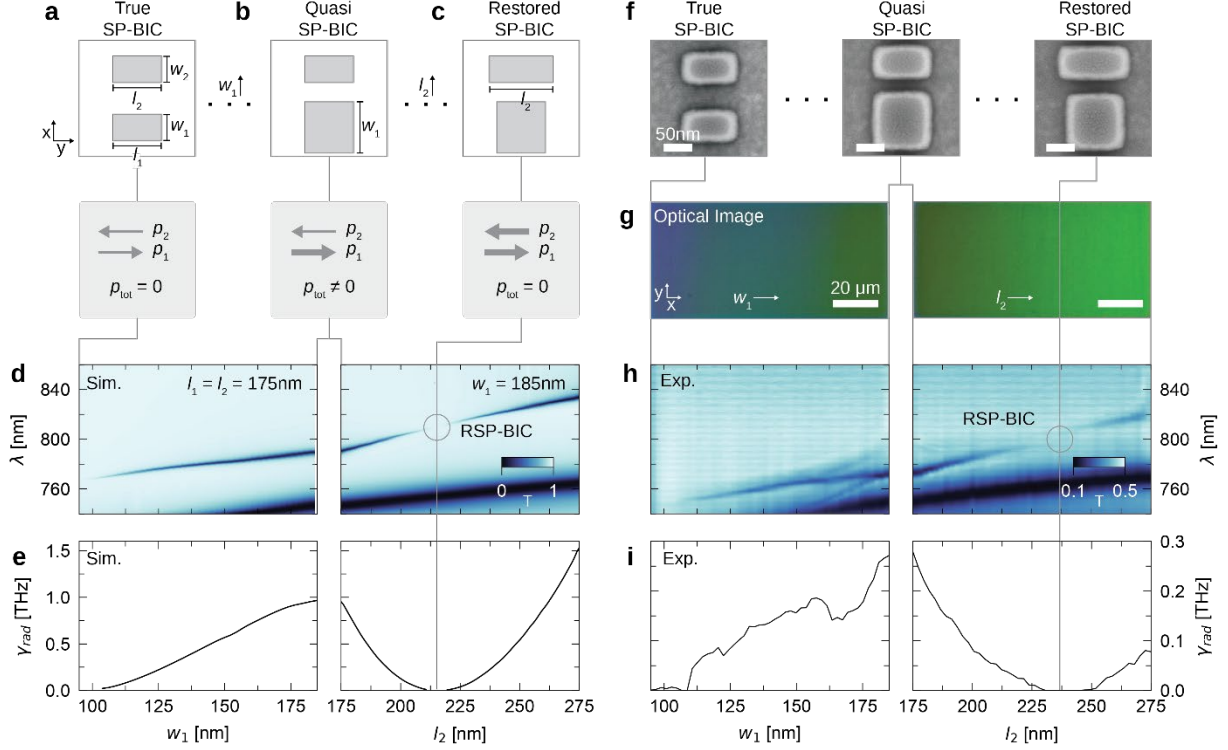 a
True
SP-BIC
w2
l2
w1
l1
x
y
b
Quasi
SP-BIC
w1
w1
c
Restored
SP-BIC
l2
l2
p2
p1
ptot = 0
p2
p1
ptot ≠ 0
p2
p1
ptot = 0
d
Sim.
l1 = l2 = 175nm
w1 = 185nm
RSP-BIC
0
1
T
840
800
760
λ [nm]
e
Sim.
1.5
1.0
0.5
0.0
γrad [THz]
100
125
150
175
w1 [nm]
175
200
225
250
275
l2 [nm]
f
True
SP-BIC
50nm
Quasi
SP-BIC
Restored
SP-BIC
g
Optical Image
y
x
w1
20 µm
l2
h
Exp.
RSP-BIC
0.1
0.5
T
840
800
760
λ [nm]
i
Exp.
0.3
0.2
0.1
0.0
γrad [THz]
100
125
150
175
w1 [nm]
175
200
225
250
275
l2 [nm]